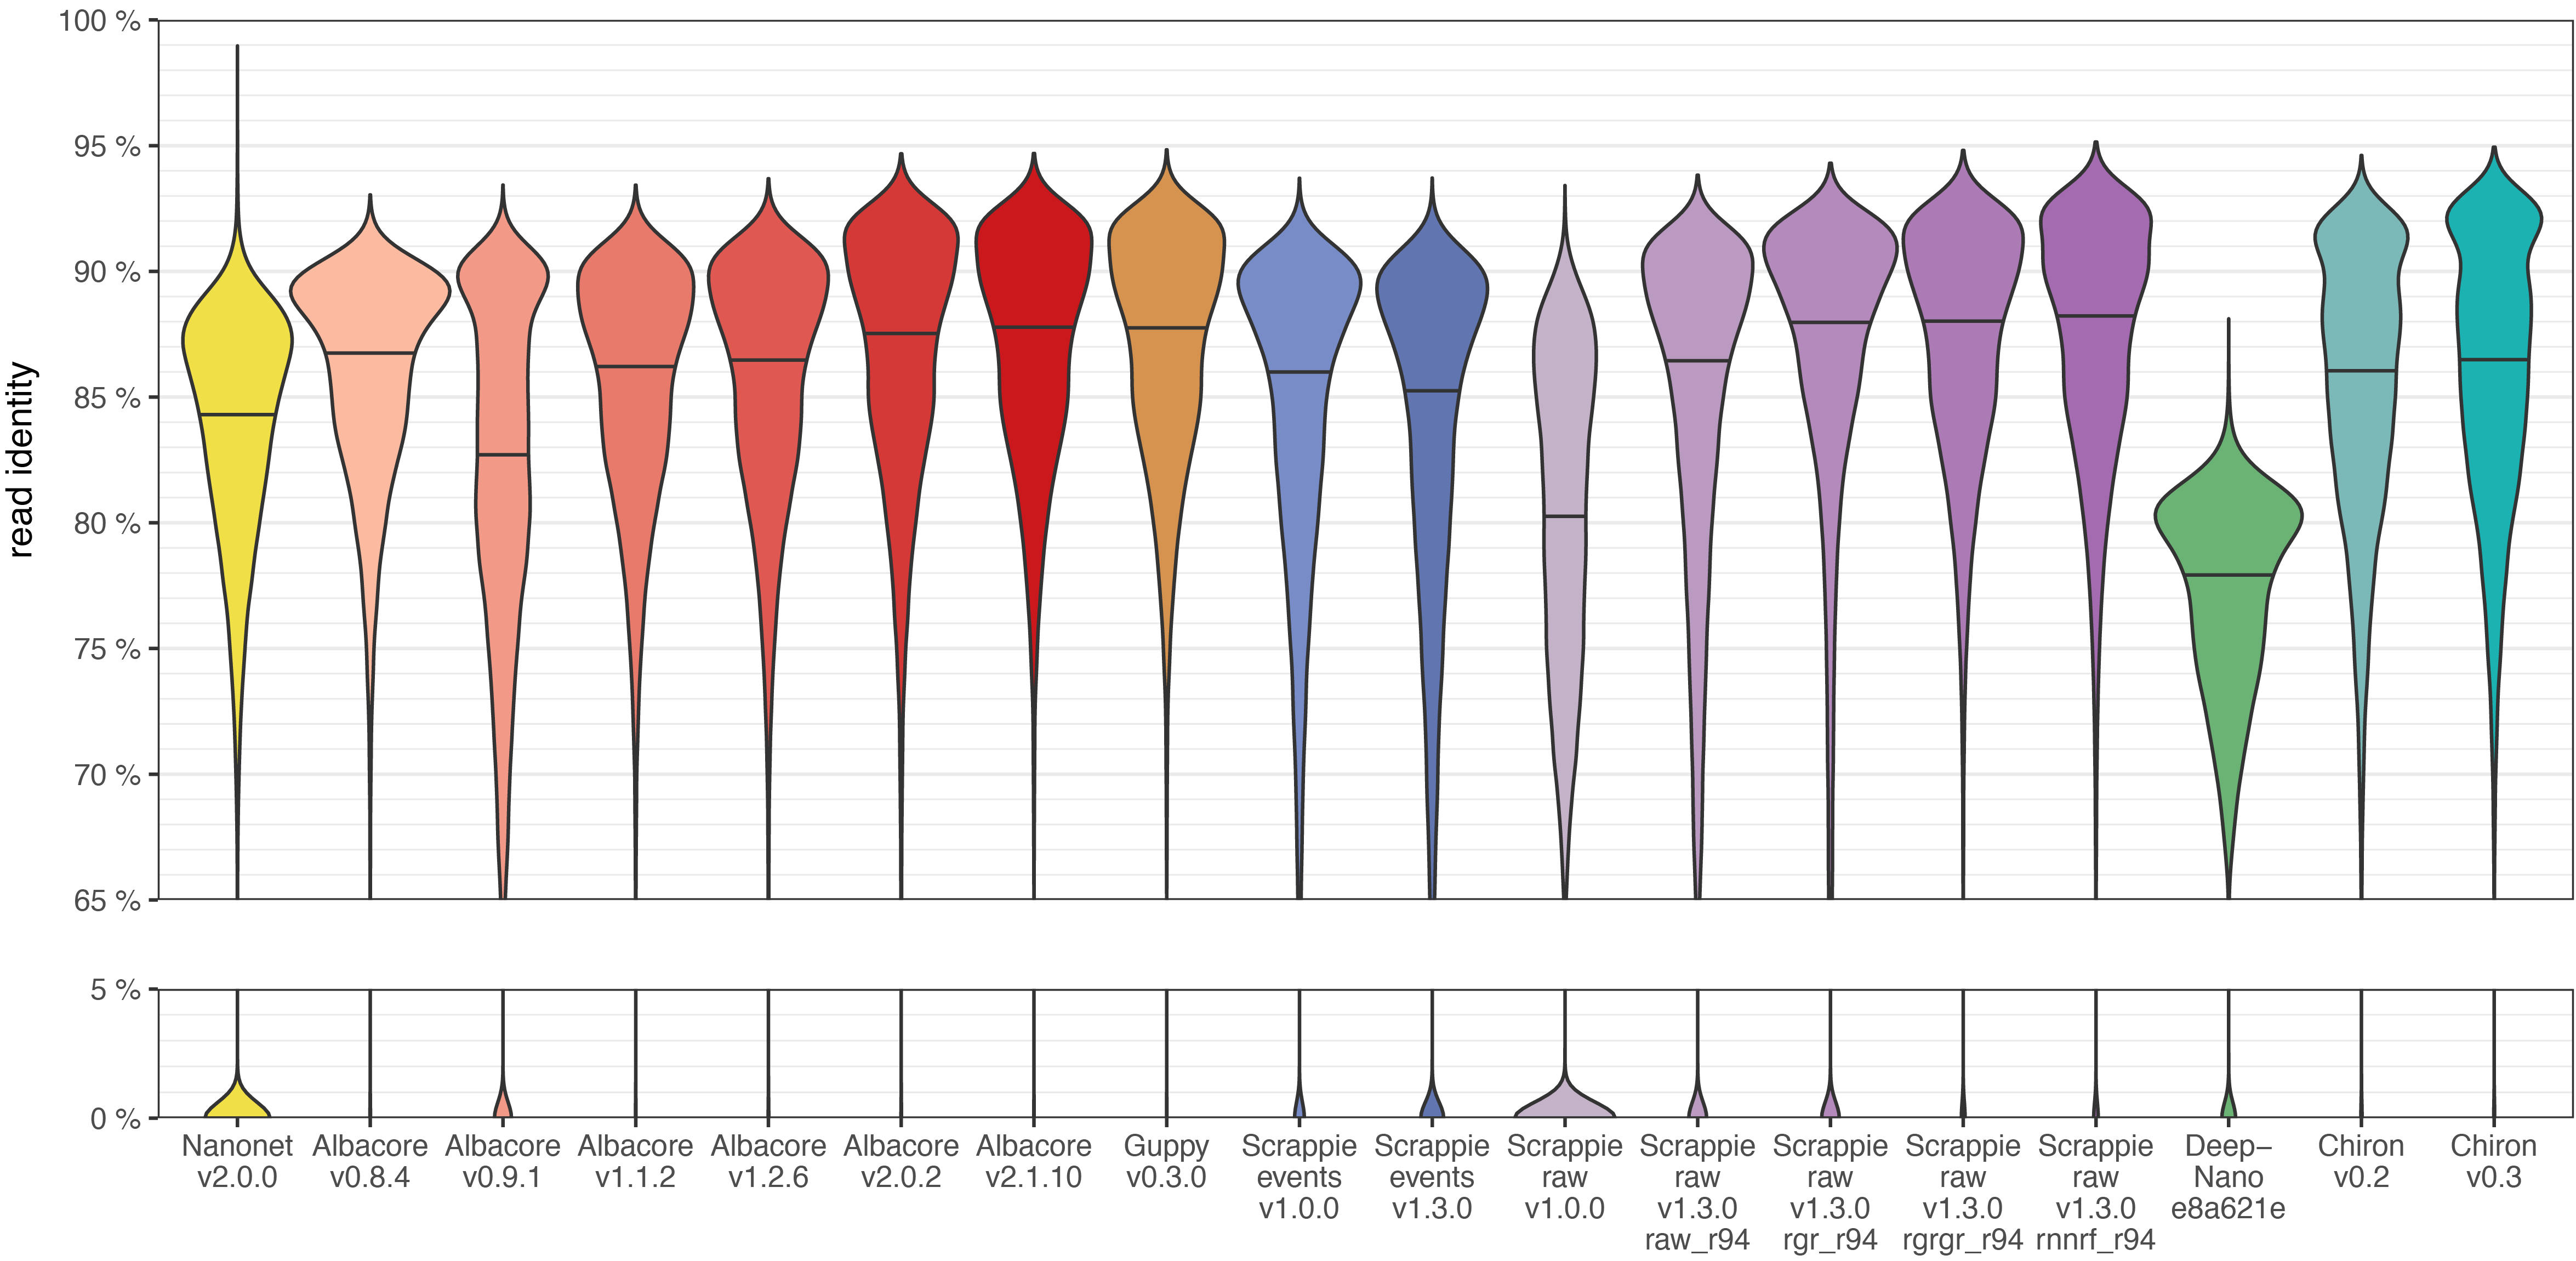 read identity
100 %
95 %
90 %
85 %
80 %
75 %
70 %
65 %
5 %
0 %
Nanonet
v2.0.0
Albacore
v0.8.4
Albacore
v0.9.1
Albacore
v1.1.2
Albacore
v1.2.6
Albacore
v2.0.2
Albacore
v2.1.10
Guppy
v0.3.0
Scrappie
events
v1.0.0
Scrappie
events
v1.3.0
Scrappie
raw
v1.0.0
Scrappie
raw
v1.3.0
raw_r94
Scrappie
raw
v1.3.0
rgr_r94
Scrappie
raw
v1.3.0
rgrgr_r94
Scrappie
raw
v1.3.0
rnnrf_r94
Deep−
Nano
e8a621e
Chiron
v0.2
Chiron
v0.3